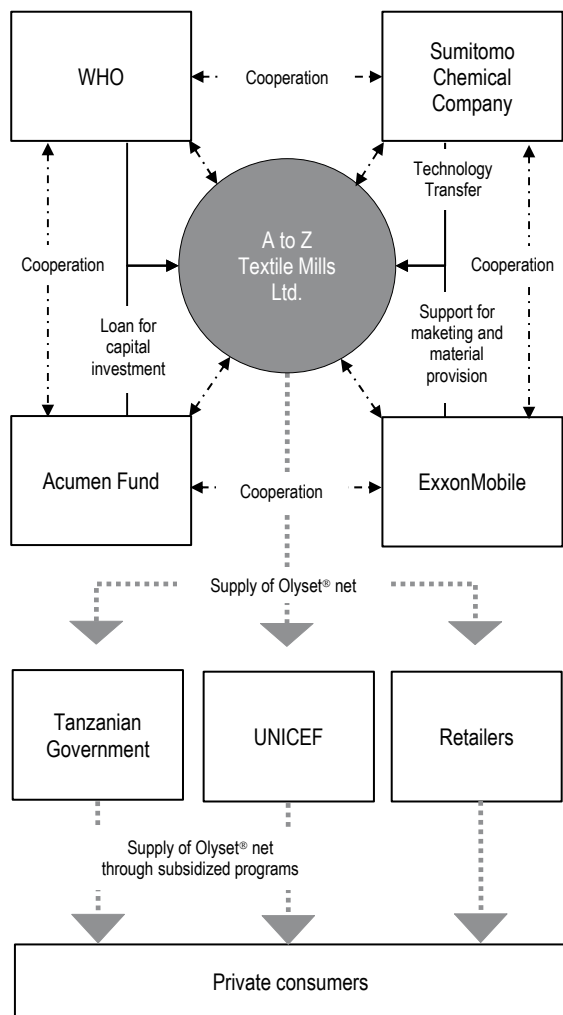 WHO
Cooperation
Sumitomo
Chemical
Company
Technology
Transfer
A to Z
Textile Mills
Ltd.
Cooperation
Cooperation
Loan for
capital
investment
Support for
maketing and
material
provision
Acumen Fund
Cooperation
ExxonMobile
Supply of Olyset® net
Tanzanian
Government
UNICEF
Retailers
Supply of Olyset® net
through subsidized programs
Private consumers